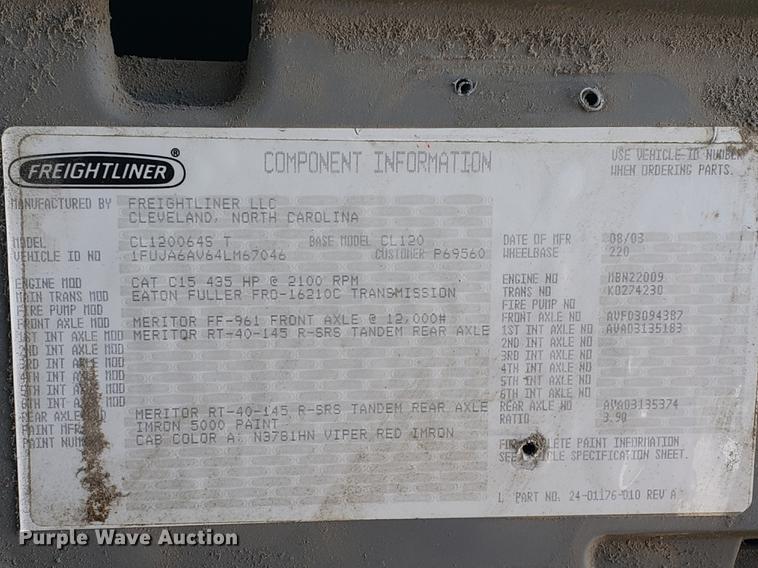 FREIGHTLINER ®
COMPONENT INFORMATION
USE VEHICLE ID NUMBER
WHEN ORDERING PARTS.
MANUFACTURED BY FREIGHTLINER LLC
CLEVELAND, NORTH CAROLINA
MODEL CL120064S T BASE MODEL CL120 DATE OF MFR 08/03
VEHICLE ID NO 1FUJA6AV64LM67046 CUSTOMER P69560 WHEELBASE 220
ENGINE MOD CAT C15 435 HP @ 2100 RPM ENGINE NO MBN22009
MAIN TRANS MOD EATON FULLER FRO-16210C TRANSMISSION TRANS NO K0274230
FIRE PUMP MOD FIRE PUMP NO
FRONT AXLE MOD MERITOR FF-961 FRONT AXLE @ 12,000# FRONT AXLE NO AVF03094387
1ST INT AXLE MOD MERITOR RT-40-145 R-SRS TANDEM REAR AXLE 1ST INT AXLE NO AVA03135183
2ND INT AXLE MOD 2ND INT AXLE NO
3RD INT AXLE MOD 3RD INT AXLE NO
4TH INT AXLE MOD 4TH INT AXLE NO
5TH INT AXLE MOD 5TH INT AXLE NO
6TH INT AXLE MOD 6TH INT AXLE NO
REAR AXLE MOD MERITOR RT-40-145 R-SRS TANDEM REAR AXLE REAR AXLE NO AVA03135374
PAINT MFR IMRON 5000 PAINT RATIO 3.90
PAINT NUMBER CAB COLOR A: N3781HN VIPER RED IMRON
FOR COMPLETE PAINT INFORMATION
SEE VEHICLE SPECIFICATION SHEET.
L PART NO. 24-01176-010 REV A
Purple Wave Auction